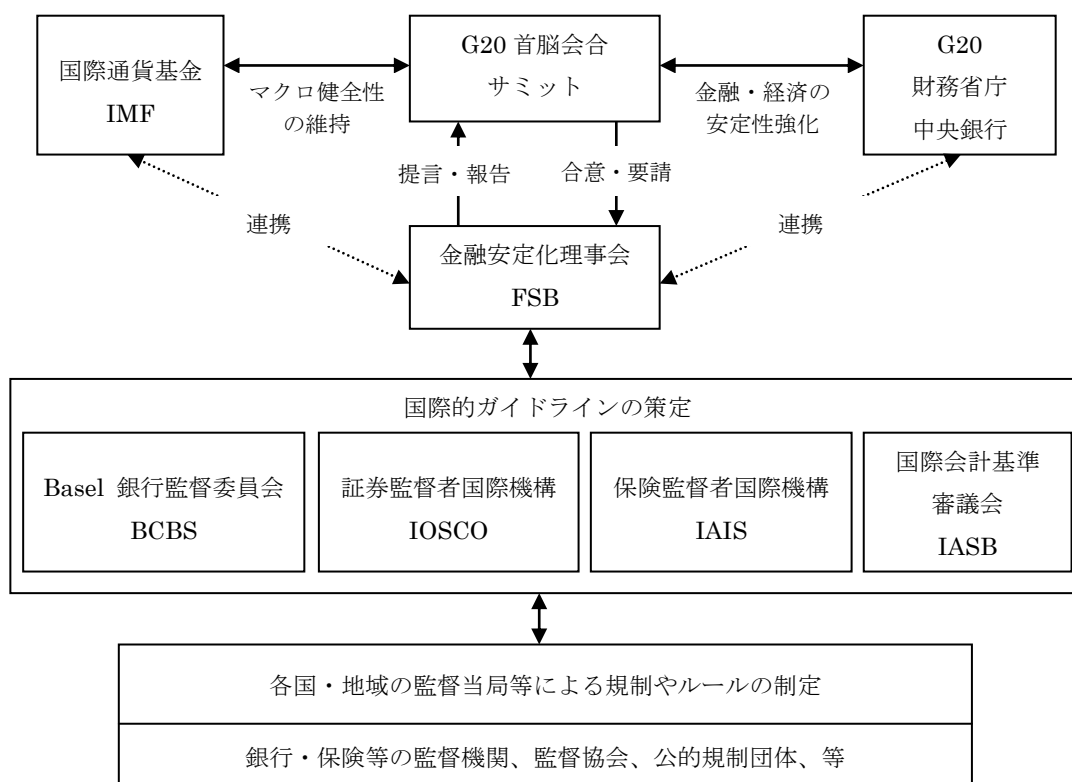 国際通貨基金
IMF
マクロ健全性
の維持
G20 首脳会合
サミット
金融・経済の
安定性強化
G20
財務省庁
中央銀行
提言・報告
合意・要請
連携
連携
金融安定化理事会
FSB
国際的ガイドラインの策定
Basel 銀行監督委員会
BCBS
証券監督者国際機構
IOSCO
保険監督者国際機構
IAIS
国際会計基準
審議会
IASB
各国・地域の監督当局等による規制やルールの制定
銀行・保険等の監督機関、監督協会、公的規制団体、等